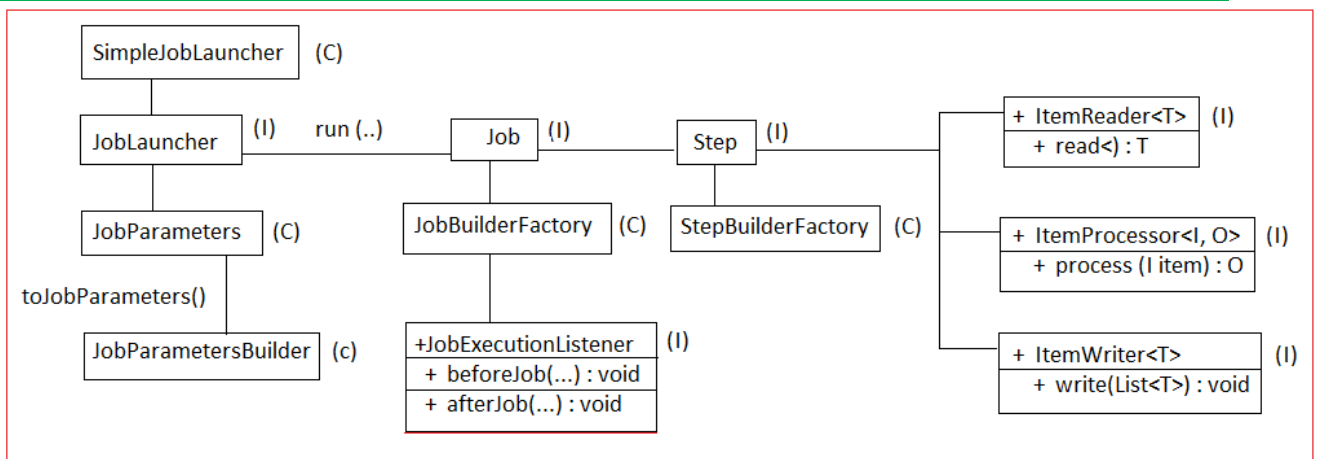 SimpleJobLauncher (C)
JobLauncher (I) run (..) Job (I) Step (I)
+ ItemReader<T> (I)
+ read<) : T
JobParameters (C)
JobBuilderFactory (C)
StepBuilderFactory (C)
+ ItemProcessor<I, O> (I)
+ process (I item) : O
toJobParameters()
JobParametersBuilder (c)
+JobExecutionListener (I)
+ beforeJob(...) : void
+ afterJob(...) : void
+ ItemWriter<T> (I)
+ write(List<T>) : void